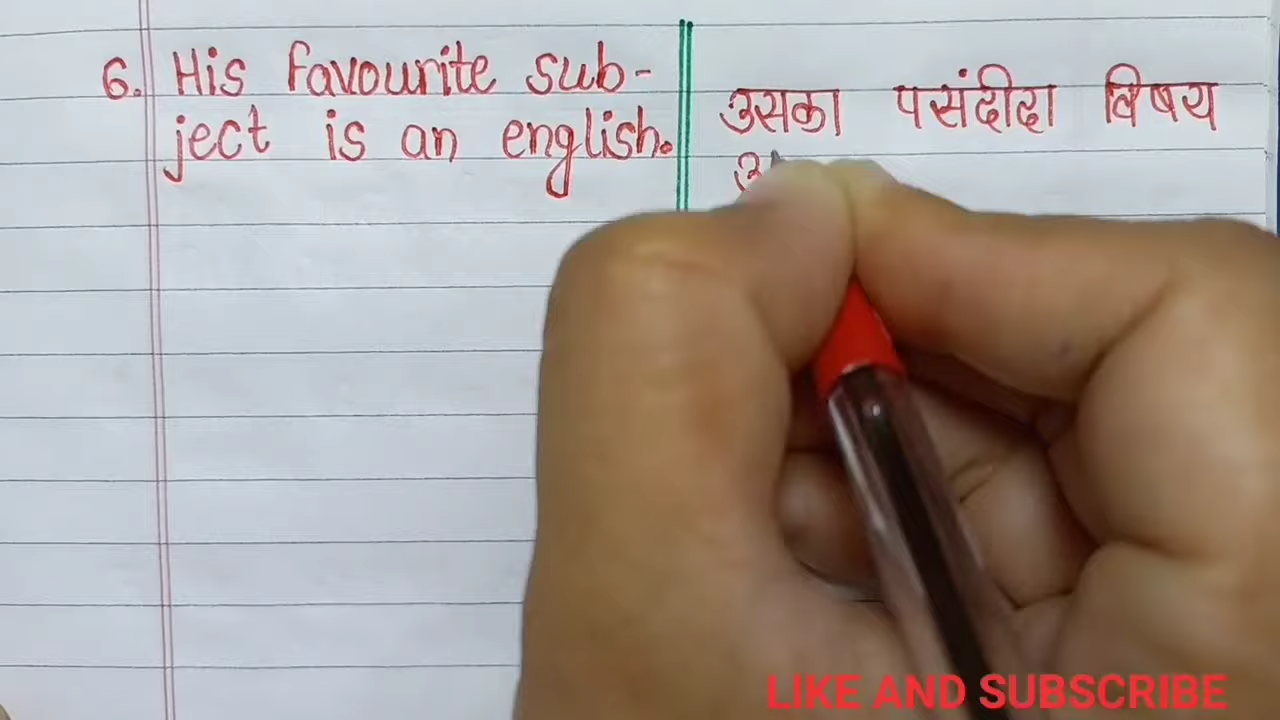 6. His favourite sub-
ject is an english.
उसका पसंदीदा विषय
LIKE AND SUBSCRIBE